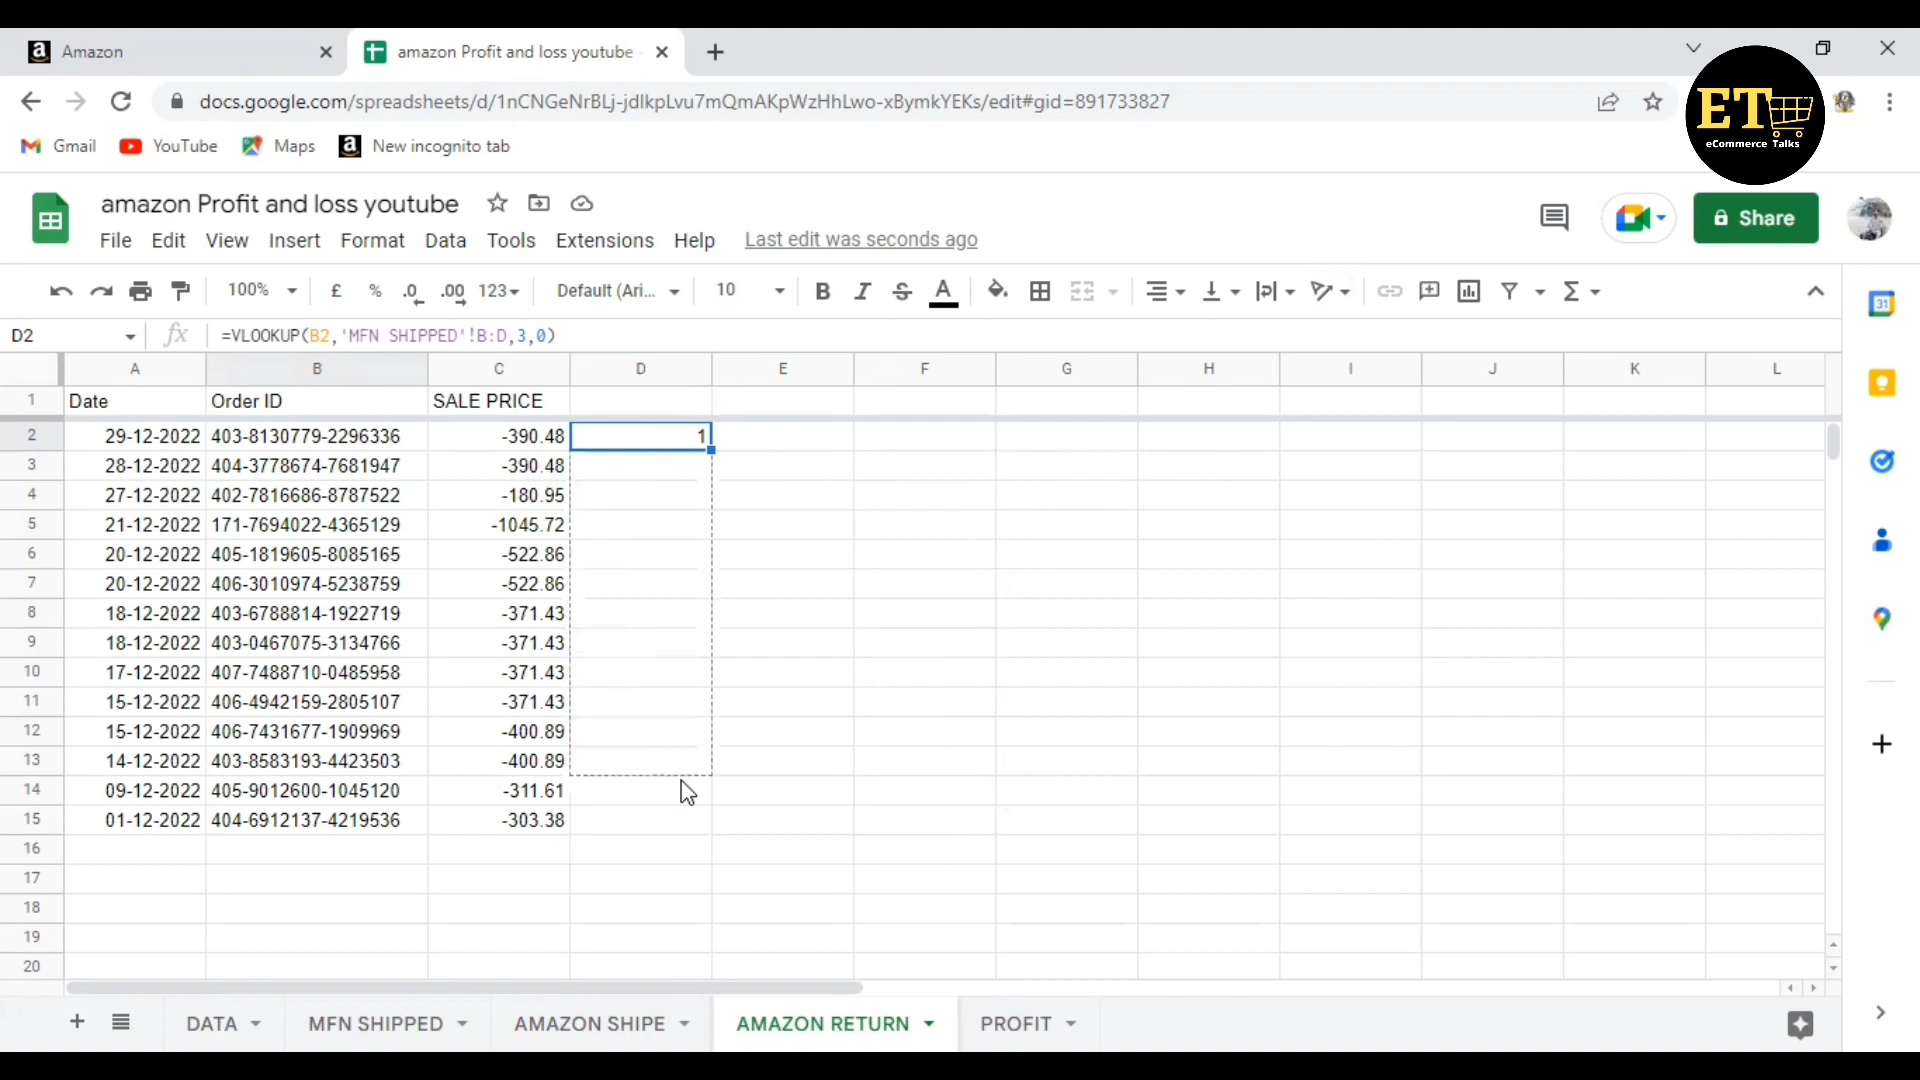 Amazon
amazon Profit and loss youtube
docs.google.com/spreadsheets/d/1nCNGeNrBLj-jdlkpLvu7mQmAKpWzHhLwo-xBymkYEKs/edit#gid=891733827
Gmail YouTube Maps New incognito tab
ET
eCommerce Talks
amazon Profit and loss youtube
Share
File Edit View Insert Format Data Tools Extensions Help Last edit was seconds ago
100% £ % .0 .00 123 Default (Ari... 10 B I S A Σ
D2 fx =VLOOKUP(B2,'MFN SHIPPED'!B:D,3,0)
A B C D E F G H I J K L
1 Date Order ID SALE PRICE
2 29-12-2022 403-8130779-2296336 -390.48 1
3 28-12-2022 404-3778674-7681947 -390.48
4 27-12-2022 402-7816686-8787522 -180.95
5 21-12-2022 171-7694022-4365129 -1045.72
6 20-12-2022 405-1819605-8085165 -522.86
7 20-12-2022 406-3010974-5238759 -522.86
8 18-12-2022 403-6788814-1922719 -371.43
9 18-12-2022 403-0467075-3134766 -371.43
10 17-12-2022 407-7488710-0485958 -371.43
11 15-12-2022 406-4942159-2805107 -371.43
12 15-12-2022 406-7431677-1909969 -400.89
13 14-12-2022 403-8583193-4423503 -400.89
14 09-12-2022 405-9012600-1045120 -311.61
15 01-12-2022 404-6912137-4219536 -303.38
16
17
18
19
20
DATA MFN SHIPPED AMAZON SHIPE AMAZON RETURN PROFIT
31